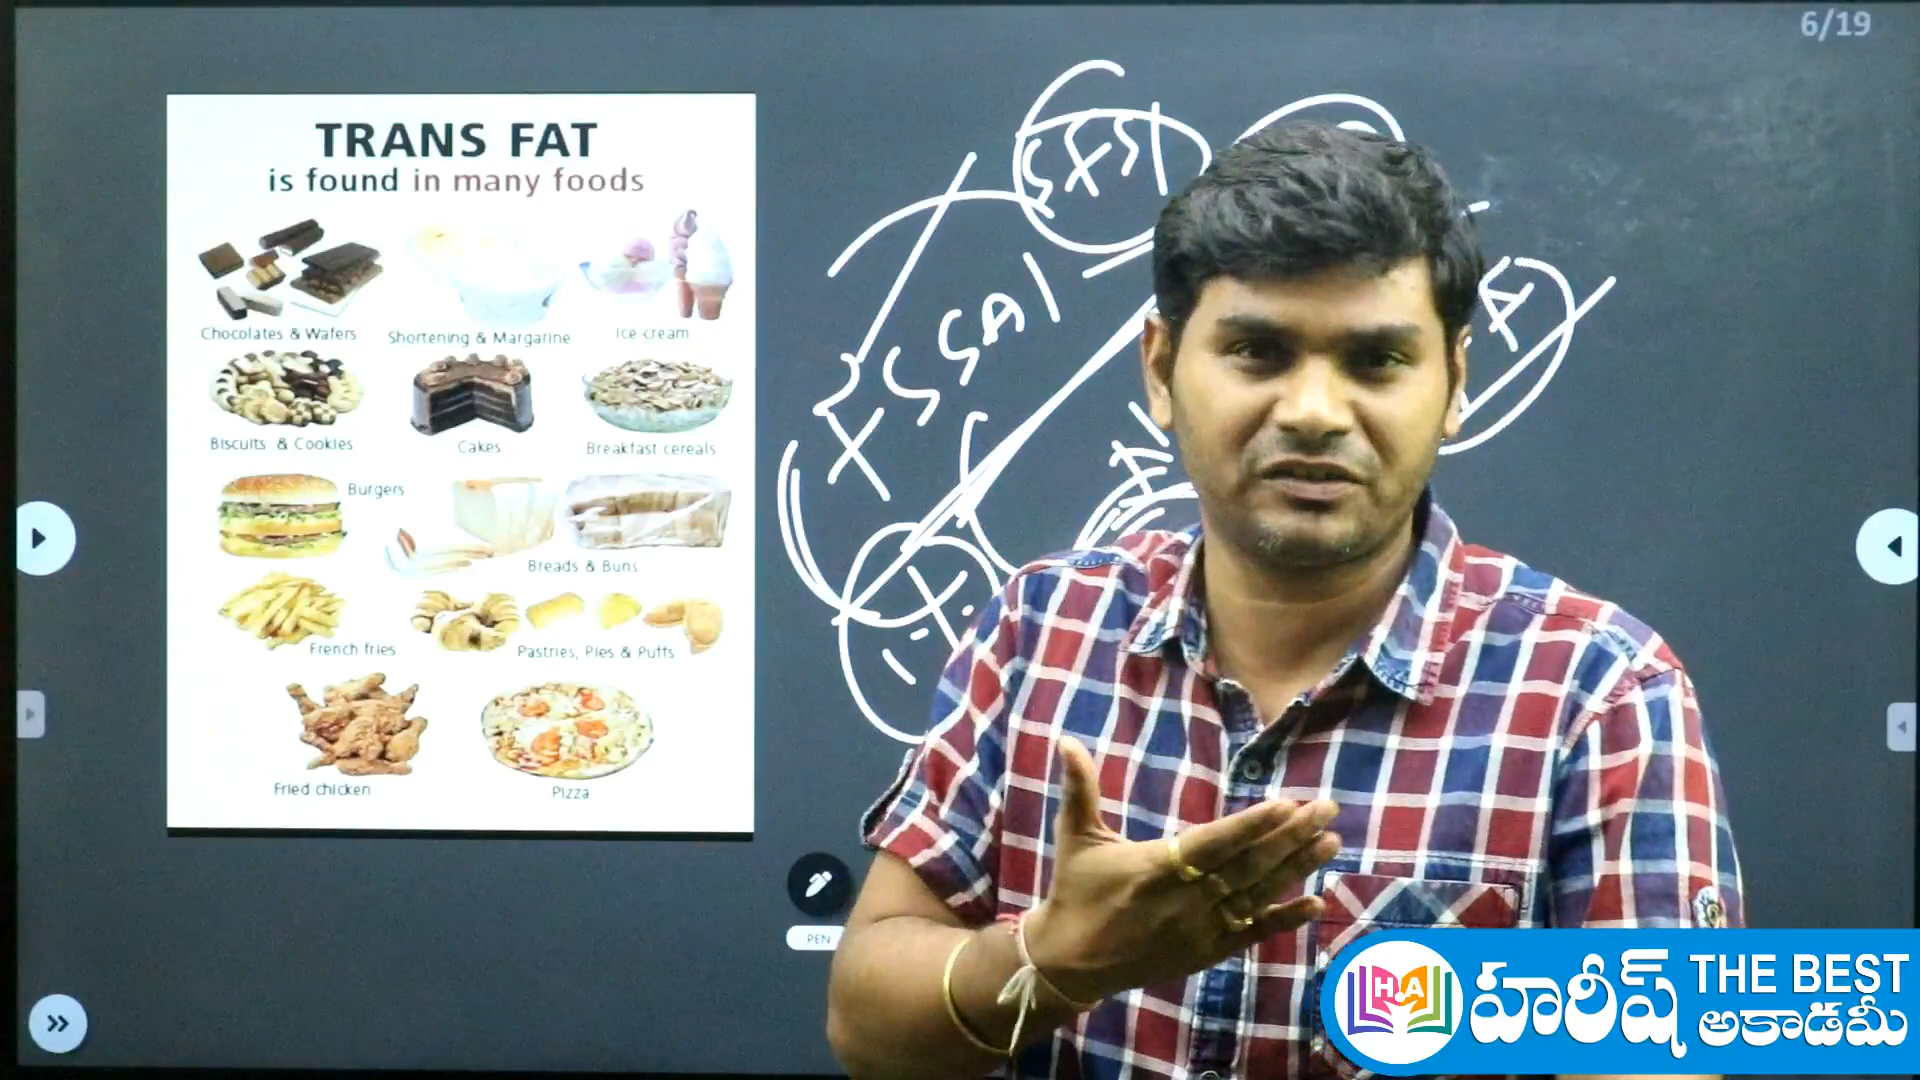 6/19
TRANS FAT
is found in many foods
Chocolates & Wafers
Shortening & Margarine
Ice cream
Biscuits & Cookies
Cakes
Breakfast cereals
Burgers
Breads & Buns
French fries
Pastries, Pies & Puffs
Fried chicken
Pizza
FSSAI
PEN
H.A
హరీష్
THE BEST
అకాడమీ